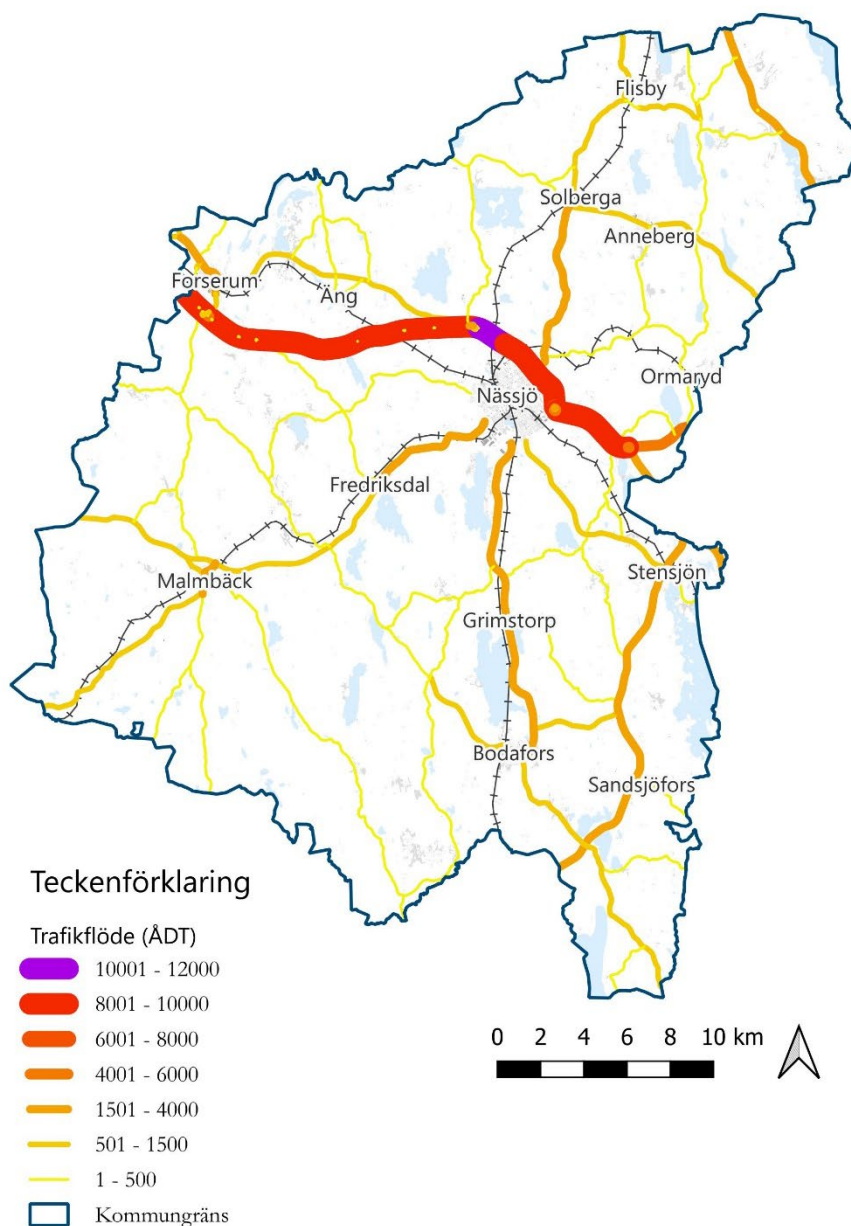 Flisby
Solberga
Anneberg
Forserum
Äng
Ormaryd
Nässjö
Fredriksdal
Stensjön
Malmbäck
Grimstorp
Bodafors
Sandsjöfors
Teckenförklaring
Trafikflöde (ÅDT)
10001 - 12000
8001 - 10000
6001 - 8000
4001 - 6000
1501 - 4000
501 - 1500
1 - 500
Kommungräns
0 2 4 6 8 10 km